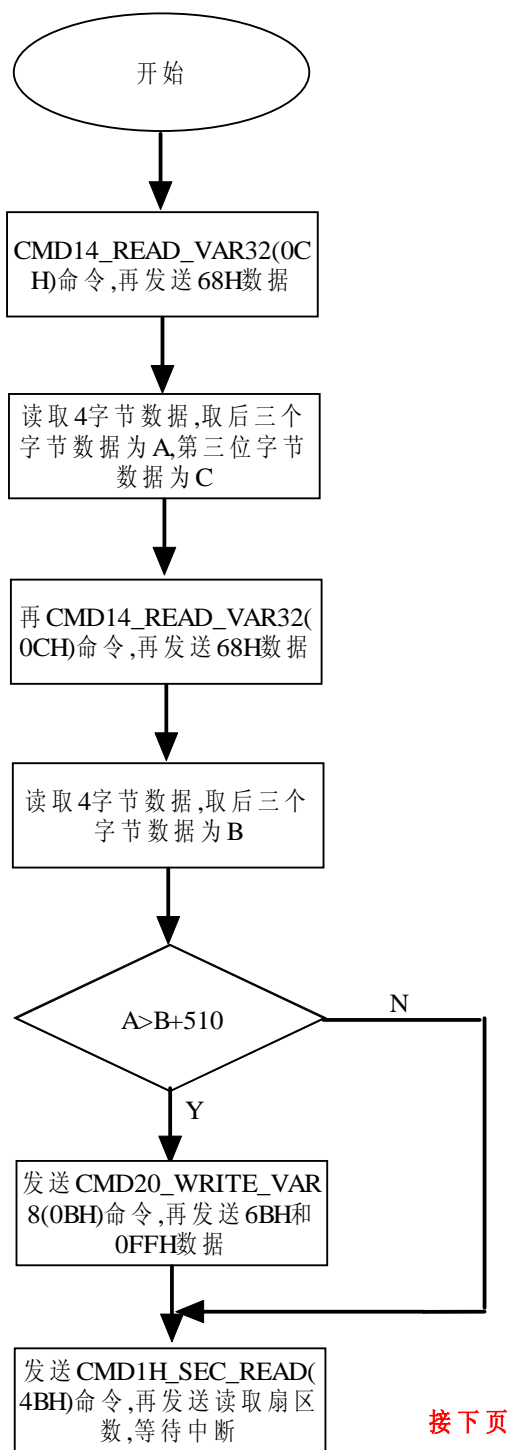 开始
CMD14_READ_VAR32(0C
H)命令,再发送68H数据
读取4字节数据,取后三个
字节数据为A,第三位字节
数据为C
再CMD14_READ_VAR32(
0CH)命令,再发送68H数据
读取4字节数据,取后三个
字节数据为B
A>B+510
N
Y
发送CMD20_WRITE_VAR
8(0BH)命令,再发送6BH和
0FFH数据
发送CMD1H_SEC_READ(
4BH)命令,再发送读取扇区
数,等待中断
接下页